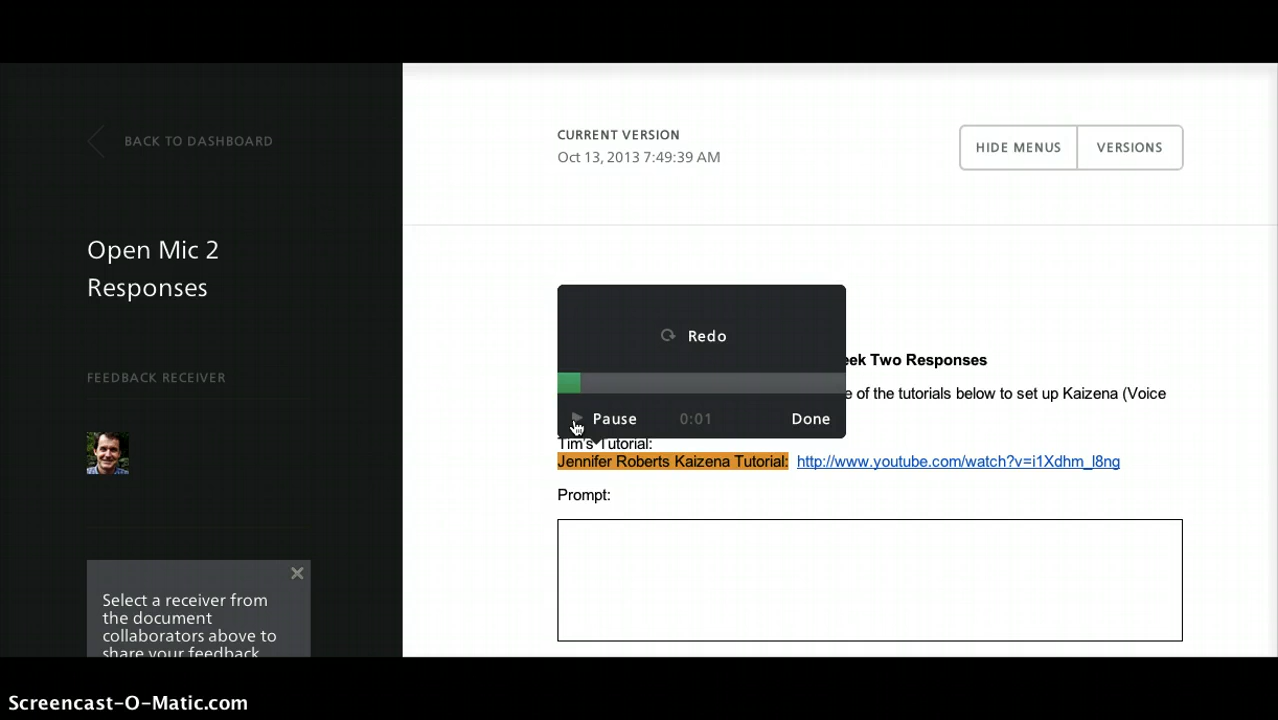 BACK TO DASHBOARD
Open Mic 2
Responses
FEEDBACK RECEIVER
Select a receiver from
the document
collaborators above to
share your feedback
CURRENT VERSION
Oct 13, 2013 7:49:39 AM
HIDE MENUS
VERSIONS
Redo
Pause
0:01
Done
Two Responses
e of the tutorials below to set up Kaizena (Voice
Tim's Tutorial:
Jennifer Roberts Kaizena Tutorial: http://www.youtube.com/watch?v=i1Xdhm_l8ng
Prompt:
Screencast-O-Matic.com